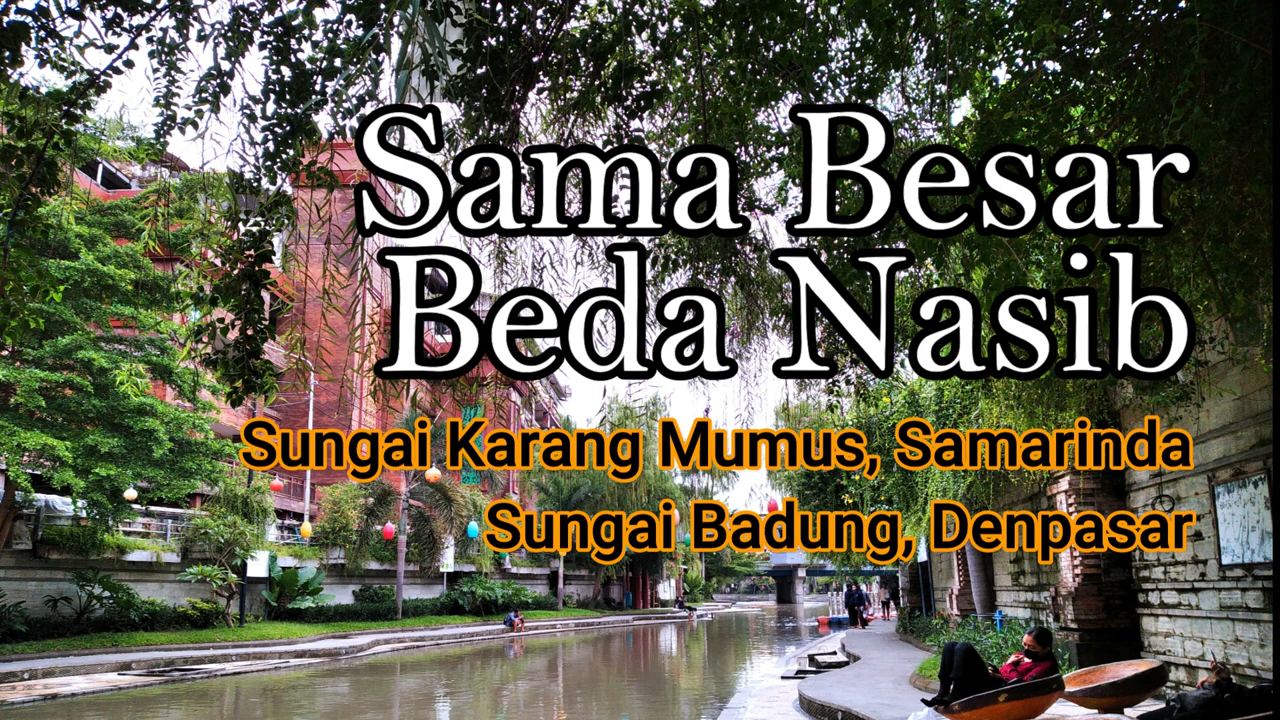 Sama Besar
Beda Nasib
Sungai Karang Mumus, Samarinda
Sungai Badung, Denpasar